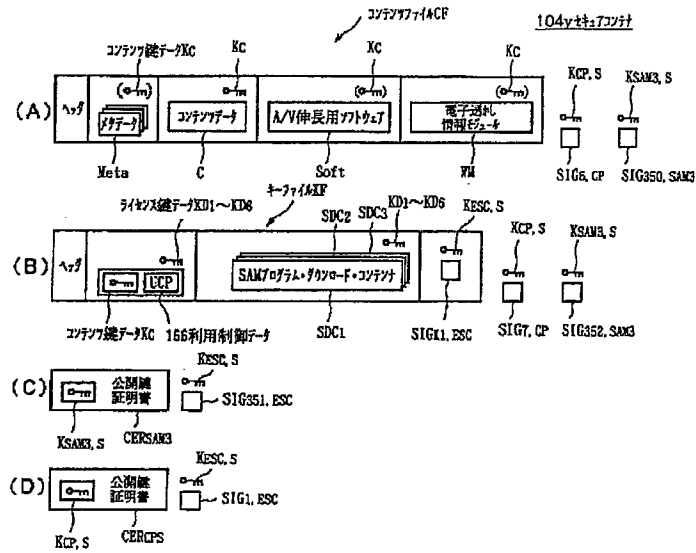 コンテンツファイルCF
104yセキュアコンテナ
コンテンツ鍵データKC
KC
KC
KC
KCP,S
KSAM3,S
(A)
ヘッダ
メタデータ
コンテンツデータ
A/V伸長用ソフトウェア
電子透かし
情報モジュール
Meta
C
Soft
WM
SIG6,CP
SIG350,SAM3
キーファイルKF
ライセンス鍵データKD1〜KD6
SDC2
SDC3
KD1〜KD6
KESC,S
KCP,S
KSAM3,S
(B)
ヘッダ
UCP
SAMプログラム・ダウンロード・コンテナ
コンテンツ鍵データKC
166利用制御データ
SDC1
SIGK1,ESC
SIG7,CP
SIG352,SAM3
(C)
公開鍵
証明書
KESC,S
SIG351,ESC
KSAM3,S
CERSAM3
(D)
公開鍵
証明書
KESC,S
SIG1,ESC
KCP,S
CERCPS